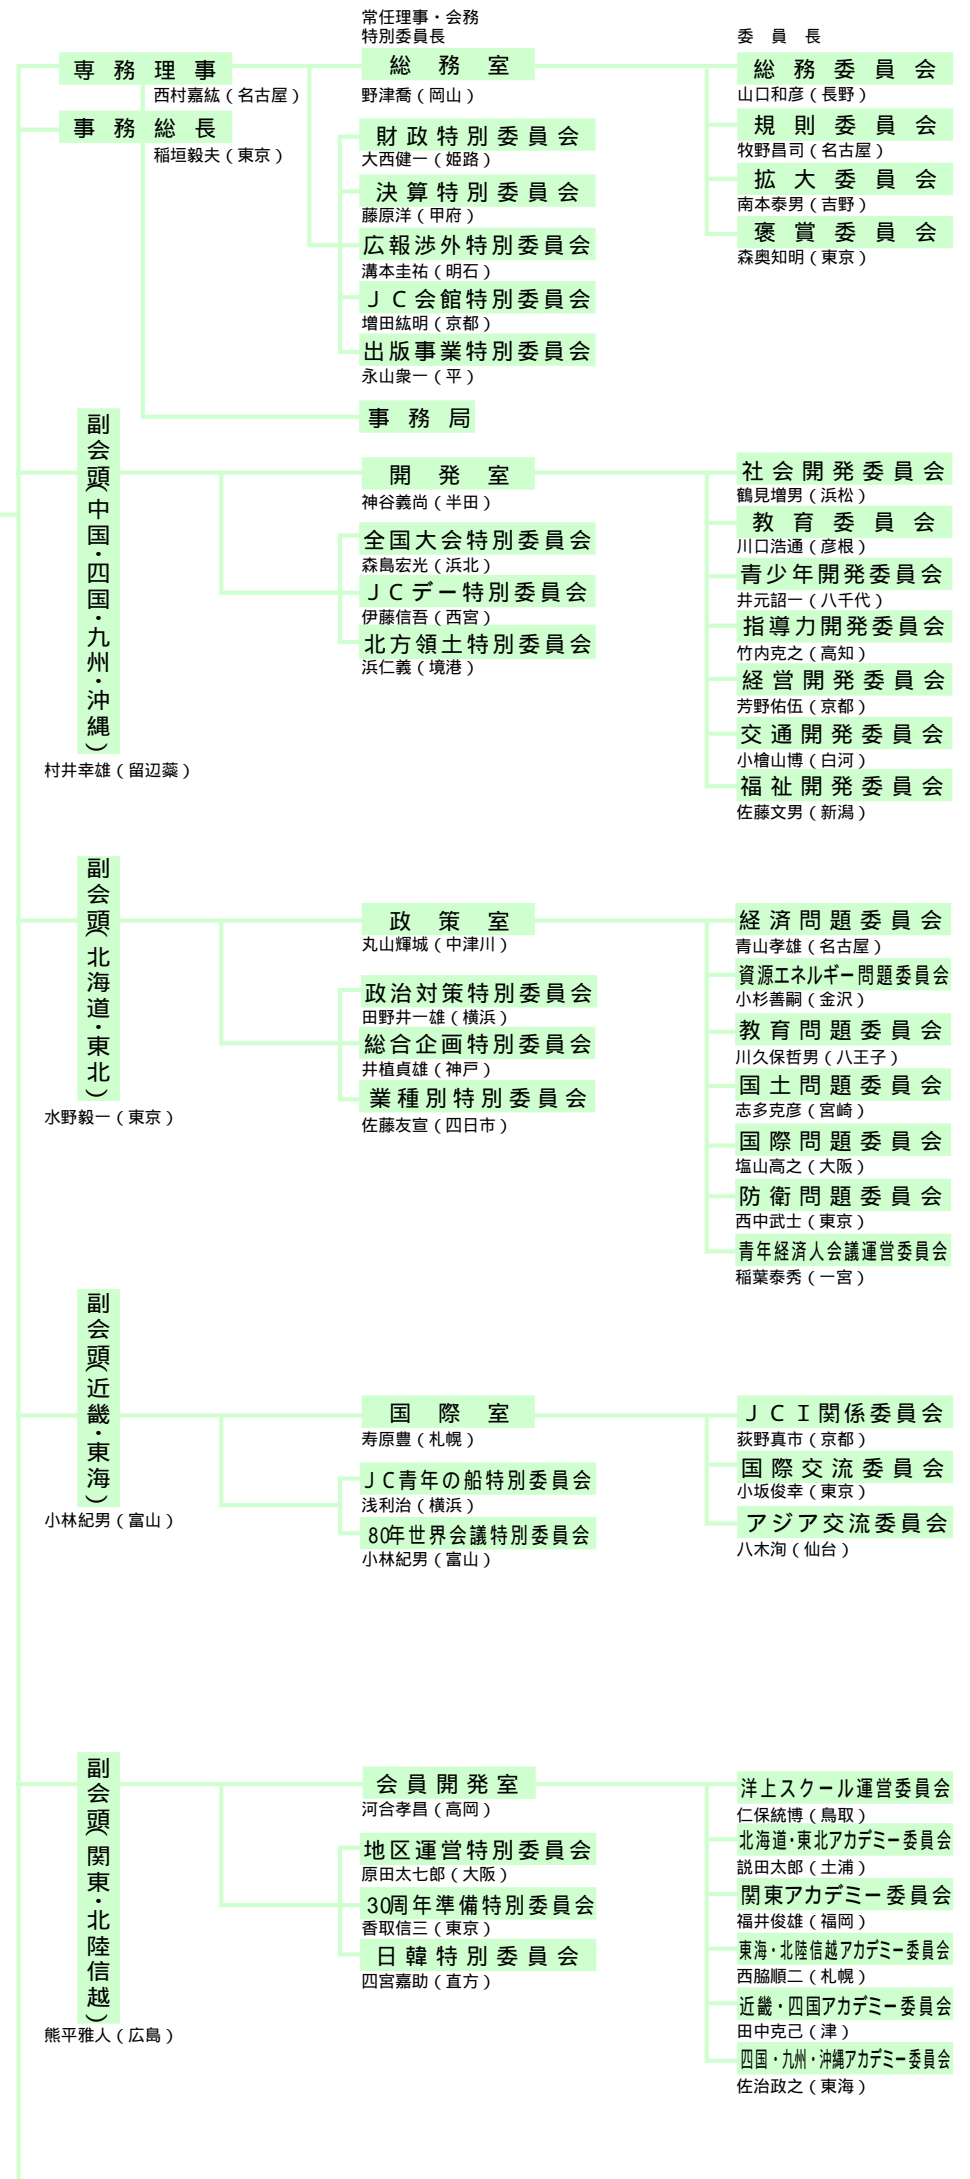 常任理事・会務
特別委員長
委員長
専務理事
西村嘉紘（名古屋）
事務総長
稲垣毅夫（東京）
総務室
野津喬（岡山）
財政特別委員会
大西健一（姫路）
決算特別委員会
藤原洋（甲府）
広報渉外特別委員会
溝本圭祐（明石）
ＪＣ会館特別委員会
増田紘明（京都）
出版事業特別委員会
永山衆一（平）
事務局
総務委員会
山口和彦（長野）
規則委員会
牧野昌司（名古屋）
拡大委員会
南本泰男（吉野）
褒賞委員会
森奥知明（東京）
副会頭（中国・四国・九州・沖縄）
村井幸雄（留辺蘂）
開発室
神谷義尚（半田）
全国大会特別委員会
森島宏光（浜北）
ＪＣデー特別委員会
伊藤信吾（西宮）
北方領土特別委員会
浜仁義（境港）
社会開発委員会
鶴見増男（浜松）
教育委員会
川口浩通（彦根）
青少年開発委員会
井元詔一（八千代）
指導力開発委員会
竹内克之（高知）
経営開発委員会
芳野佑伍（京都）
交通開発委員会
小檜山博（白河）
福祉開発委員会
佐藤文男（新潟）
副会頭（北海道・東北）
水野毅一（東京）
政策室
丸山輝城（中津川）
政治対策特別委員会
田野井一雄（横浜）
総合企画特別委員会
井植貞雄（神戸）
業種別特別委員会
佐藤友宣（四日市）
経済問題委員会
青山孝雄（名古屋）
資源エネルギー問題委員会
小杉善嗣（金沢）
教育問題委員会
川久保哲男（八王子）
国土問題委員会
志多克彦（宮崎）
国際問題委員会
塩山高之（大阪）
防衛問題委員会
西中武士（東京）
青年経済人会議運営委員会
稲葉泰秀（一宮）
副会頭（近畿・東海）
小林紀男（富山）
国際室
寿原豊（札幌）
ＪＣ青年の船特別委員会
浅利治（横浜）
80年世界会議特別委員会
小林紀男（富山）
ＪＣＩ関係委員会
荻野真市（京都）
国際交流委員会
小坂俊幸（東京）
アジア交流委員会
八木洵（仙台）
副会頭（関東・北陸信越）
熊平雅人（広島）
会員開発室
河合孝昌（高岡）
地区運営特別委員会
原田太七郎（大阪）
30周年準備特別委員会
香取信三（東京）
日韓特別委員会
四宮嘉助（直方）
洋上スクール運営委員会
仁保統博（鳥取）
北海道・東北アカデミー委員会
説田太郎（土浦）
関東アカデミー委員会
福井俊雄（福岡）
東海・北陸信越アカデミー委員会
西脇順二（札幌）
近畿・四国アカデミー委員会
田中克己（津）
四国・九州・沖縄アカデミー委員会
佐治政之（東海）